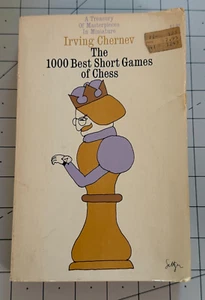 A Treasury
Of Masterpieces
In Miniature
Irving Chernev
The
1000 Best Short Games
of Chess